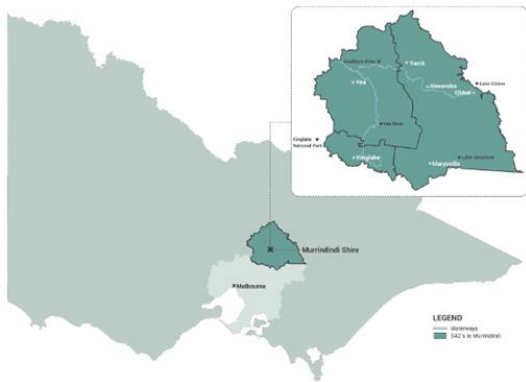 Goulburn River
Yarck
Lake Eildon
Yea
Alexandra
Eildon
Yea River
Kinglake
National Park
Kinglake
Marysville
Lake Mountain
Murrindindi Shire
Melbourne
LEGEND
Waterways
SA2's in Murrindindi